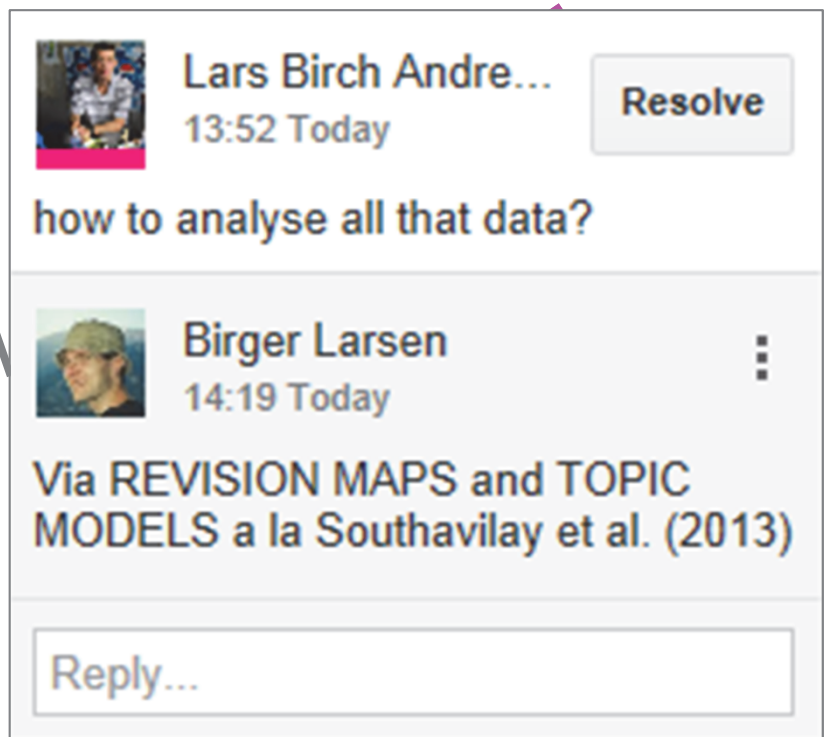 Lars Birch Andre...
Resolve
13:52 Today
how to analyse all that data?
Birger Larsen
14:19 Today
Via REVISION MAPS and TOPIC
MODELS a la Southavilay et al. (2013)
Reply...